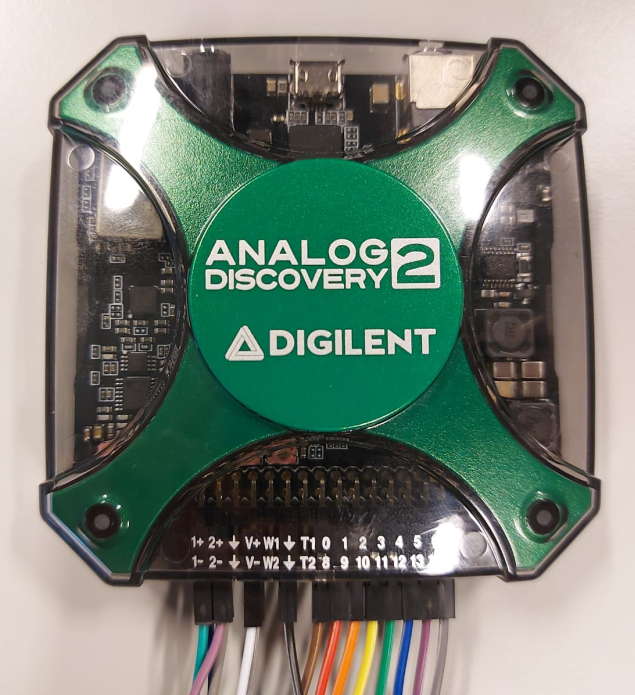 ANALOG 2
DISCOVERY
DIGILENT
1+ 2+ ⏚ V+ W1 ⏚ T1 0 1 2 3 4 5
1- 2- ⏚ V- W2 ⏚ T2 8 9 10 11 12 13